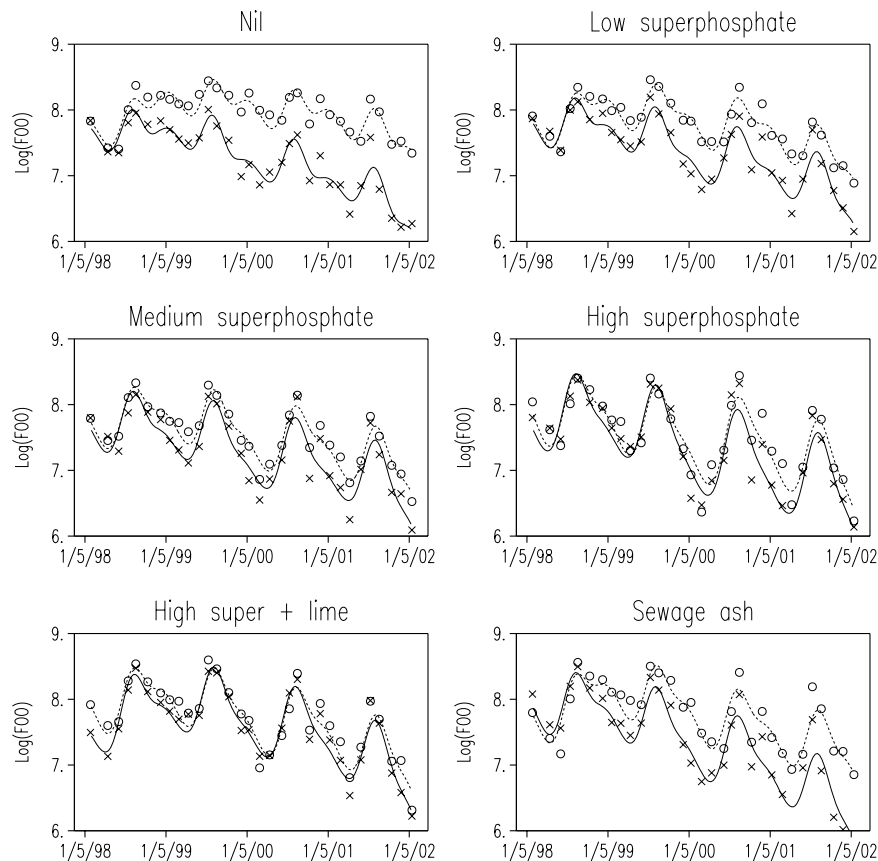 Nil
Low superphosphate
9.
8.
7.
6.
Log(FOO)
1/5/98 1/5/99 1/5/00 1/5/01 1/5/02
9.
8.
7.
6.
Log(FOO)
1/5/98 1/5/99 1/5/00 1/5/01 1/5/02
Medium superphosphate
High superphosphate
9.
8.
7.
6.
Log(FOO)
1/5/98 1/5/99 1/5/00 1/5/01 1/5/02
9.
8.
7.
6.
Log(FOO)
1/5/98 1/5/99 1/5/00 1/5/01 1/5/02
High super + lime
Sewage ash
9.
8.
7.
6.
Log(FOO)
1/5/98 1/5/99 1/5/00 1/5/01 1/5/02
9.
8.
7.
6.
Log(FOO)
1/5/98 1/5/99 1/5/00 1/5/01 1/5/02